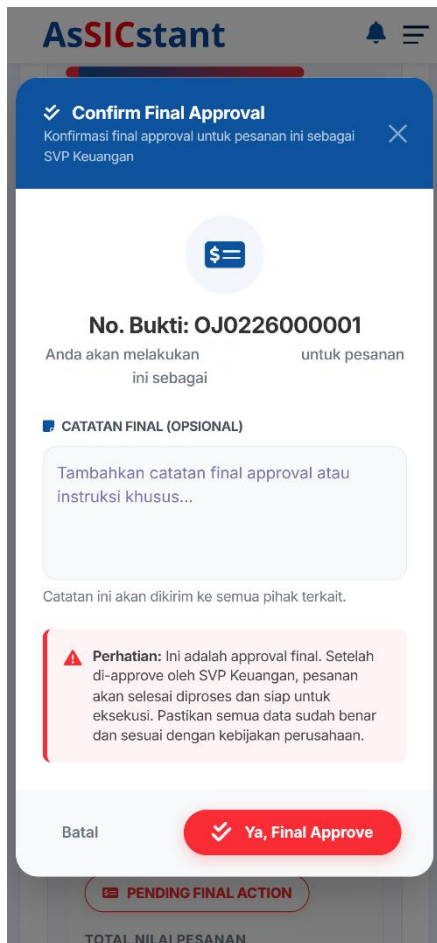 AsSICstant
Confirm Final Approval
Konfirmasi final approval untuk pesanan ini sebagai
SVP Keuangan
No. Bukti: OJ0226000001
Anda akan melakukan untuk pesanan
ini sebagai
CATATAN FINAL (OPSIONAL)
Tambahkan catatan final approval atau
instruksi khusus...
Catatan ini akan dikirim ke semua pihak terkait.
Perhatian: Ini adalah approval final. Setelah
di-approve oleh SVP Keuangan, pesanan
akan selesai diproses dan siap untuk
eksekusi. Pastikan semua data sudah benar
dan sesuai dengan kebijakan perusahaan.
Batal
Ya, Final Approve
PENDING FINAL ACTION
TOTAL NILAI PESANAN